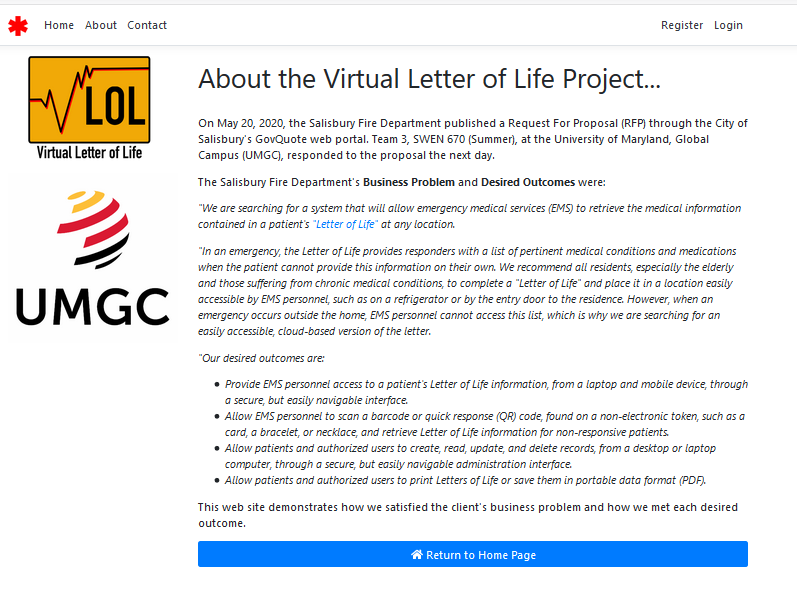 Home About Contact Register Login
LOL
Virtual Letter of Life
UMGC
About the Virtual Letter of Life Project...
On May 20, 2020, the Salisbury Fire Department published a Request For Proposal (RFP) through the City of
Salisbury's GovQuote web portal. Team 3, SWEN 670 (Summer), at the University of Maryland, Global
Campus (UMGC), responded to the proposal the next day.
The Salisbury Fire Department's Business Problem and Desired Outcomes were:
"We are searching for a system that will allow emergency medical services (EMS) to retrieve the medical information
contained in a patient's "Letter of Life" at any location.
"In an emergency, the Letter of Life provides responders with a list of pertinent medical conditions and medications
when the patient cannot provide this information on their own. We recommend all residents, especially the elderly
and those suffering from chronic medical conditions, to complete a "Letter of Life" and place it in a location easily
accessible by EMS personnel, such as on a refrigerator or by the entry door to the residence. However, when an
emergency occurs outside the home, EMS personnel cannot access this list, which is why we are searching for an
easily accessible, cloud-based version of the letter.
"Our desired outcomes are:
• Provide EMS personnel access to a patient's Letter of Life information, from a laptop and mobile device, through
a secure, but easily navigable interface.
• Allow EMS personnel to scan a barcode or quick response (QR) code, found on a non-electronic token, such as a
card, a bracelet, or necklace, and retrieve Letter of Life information for non-responsive patients.
• Allow patients and authorized users to create, read, update, and delete records, from a desktop or laptop
computer, through a secure, but easily navigable administration interface.
• Allow patients and authorized users to print Letters of Life or save them in portable data format (PDF).
This web site demonstrates how we satisfied the client's business problem and how we met each desired
outcome.
Return to Home Page